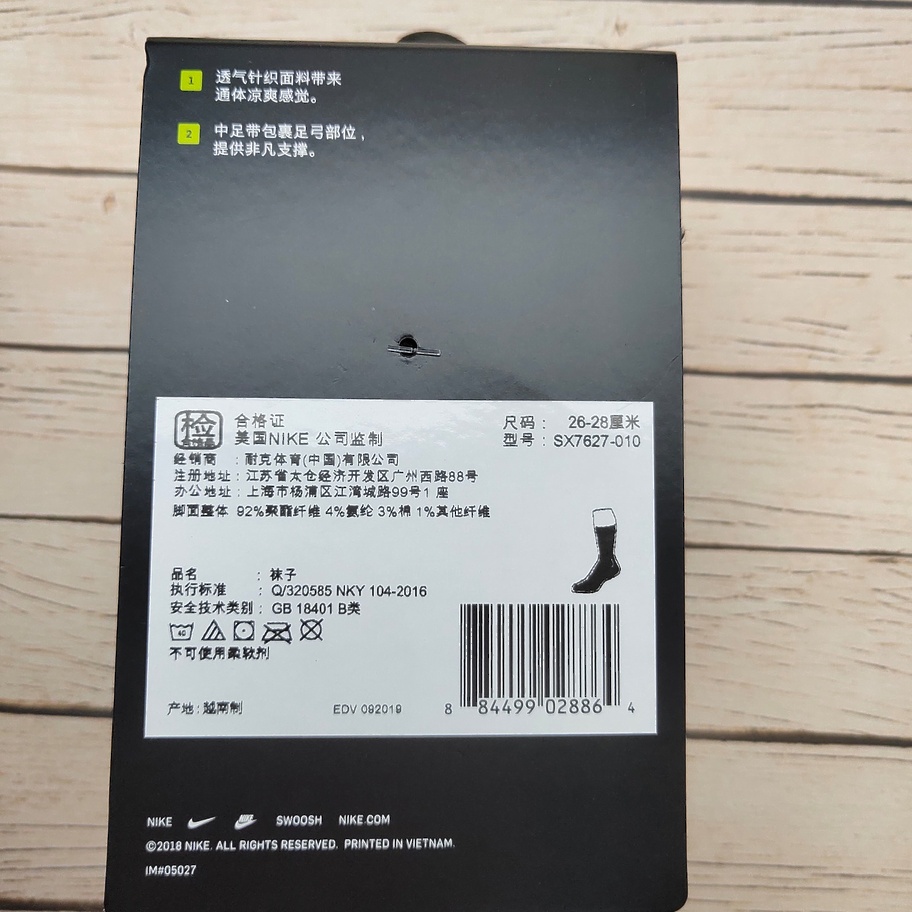 1 透气针织面料带来
通体凉爽感觉。
2 中足带包裹足弓部位，
提供非凡支撑。
检 合格证
合格品
美国NIKE 公司监制
尺码： 26-28厘米
型号：SX7627-010
经销商 ：耐克体育(中国)有限公司
注册地址：江苏省太仓经济开发区广州西路88号
办公地址：上海市杨浦区江湾城路99号1 座
脚面整体 92%聚酯纤维 4%氨纶 3%棉 1%其他纤维
品名 ：袜子
执行标准 ：Q/320585 NKY 104-2016
安全技术类别：GB 18401 B类
40
不可使用柔软剂
产地：越南制 EDV 092019 8 84499 02886 4
NIKE NIKE SWOOSH NIKE.COM
©2018 NIKE. ALL RIGHTS RESERVED. PRINTED IN VIETNAM.
IM#05027